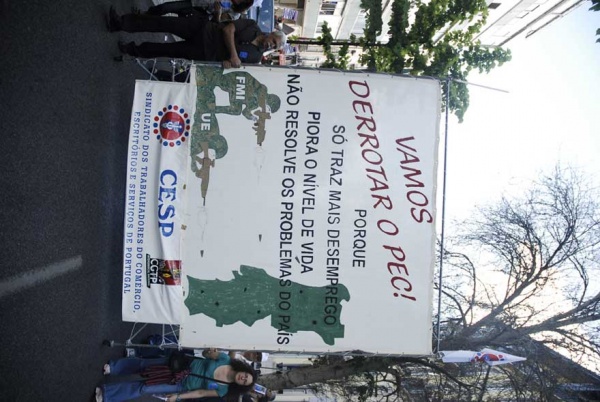 VAMOS
DERROTAR O PEC!
PORQUE
SÓ TRAZ MAIS DESEMPREGO
PIORA O NÍVEL DE VIDA
NÃO RESOLVE OS PROBLEMAS DO PAÍS
FMI
UE
CESP
CGTP
SINDICATO DOS TRABALHADORES DO COMÉRCIO,
ESCRITÓRIOS E SERVIÇOS DE PORTUGAL